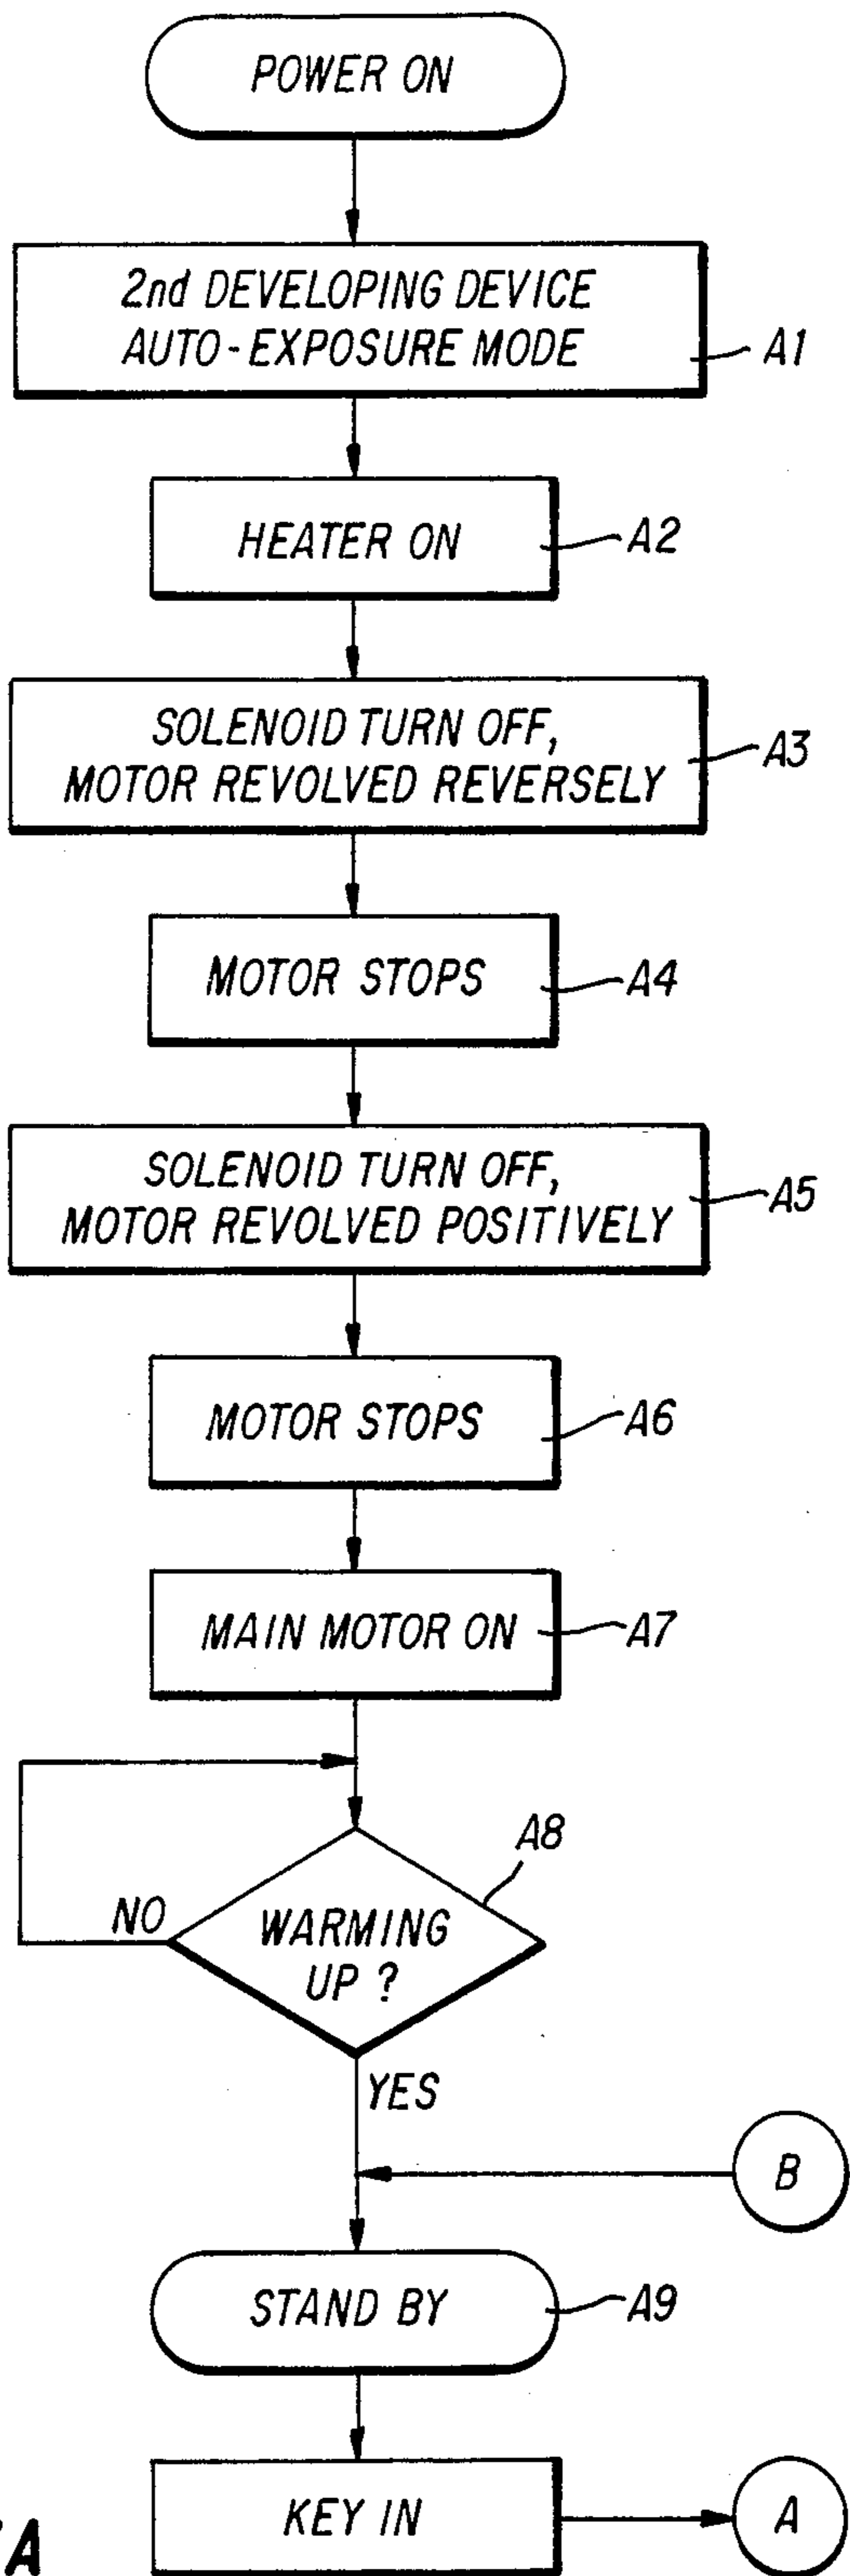 POWER ON
2nd DEVELOPING DEVICE
AUTO-EXPOSURE MODE
A1
HEATER ON
A2
SOLENOID TURN OFF,
MOTOR REVOLVED REVERSELY
A3
MOTOR STOPS
A4
SOLENOID TURN OFF,
MOTOR REVOLVED POSITIVELY
A5
MOTOR STOPS
A6
MAIN MOTOR ON
A7
A8
NO
WARMING
UP ?
YES
B
STAND BY
A9
KEY IN
A